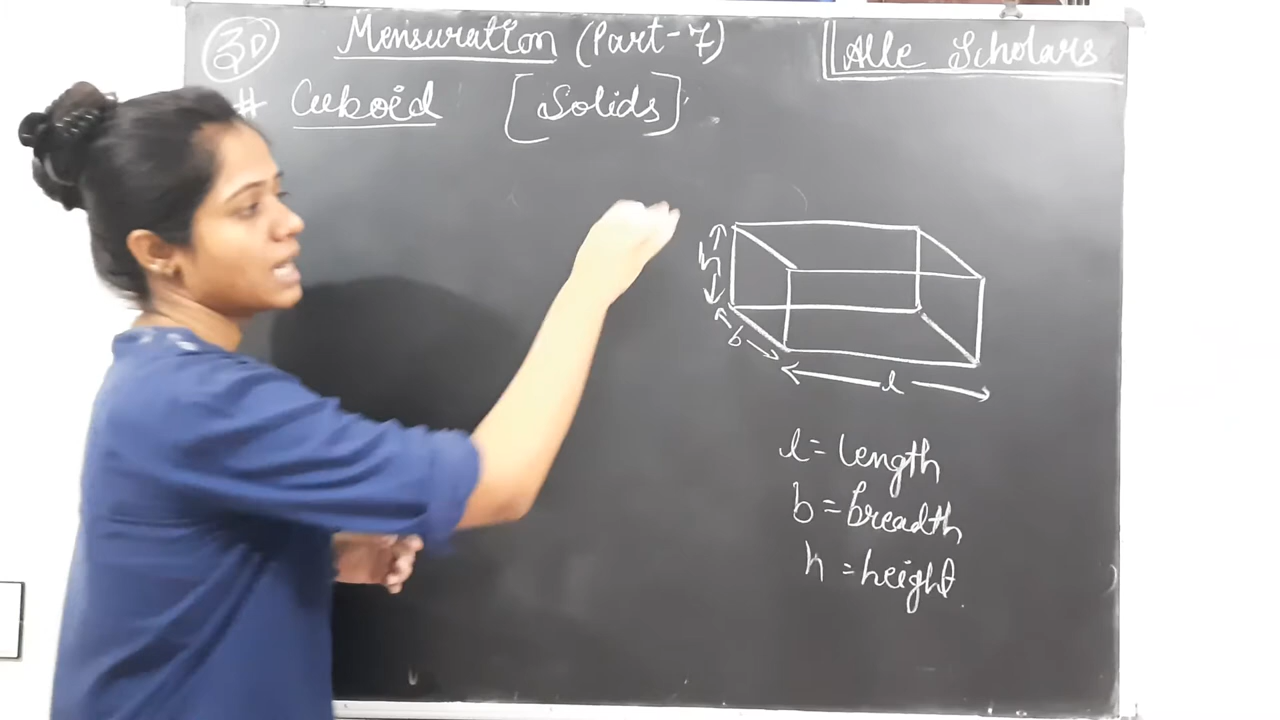 3D
Mensuration (Part-7)
Alle Scholars
# Cuboid [Solids]
h
b
l
l = length
b = breadth
h = height